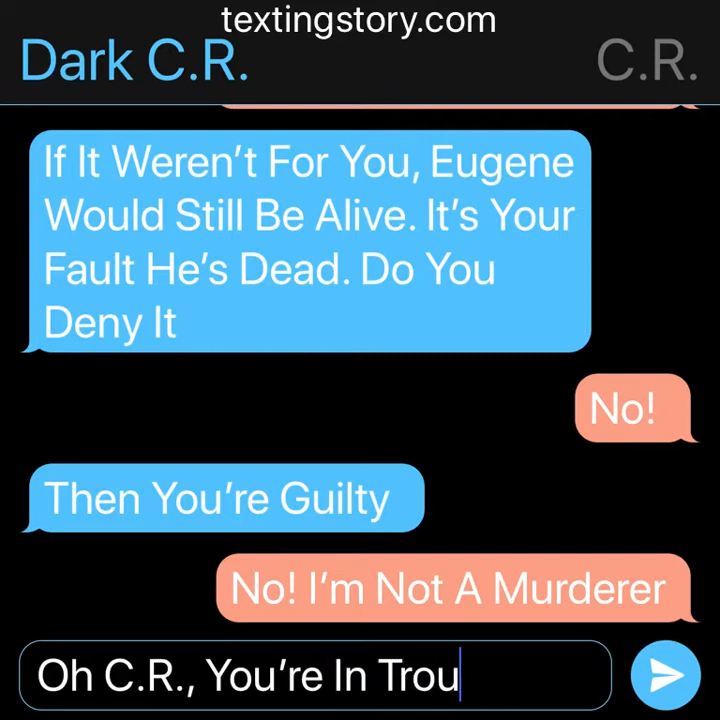 textingstory.com
Dark C.R.
C.R.
If It Weren’t For You, Eugene
Would Still Be Alive. It’s Your
Fault He’s Dead. Do You
Deny It
No!
Then You’re Guilty
No! I’m Not A Murderer
Oh C.R., You’re In Trou